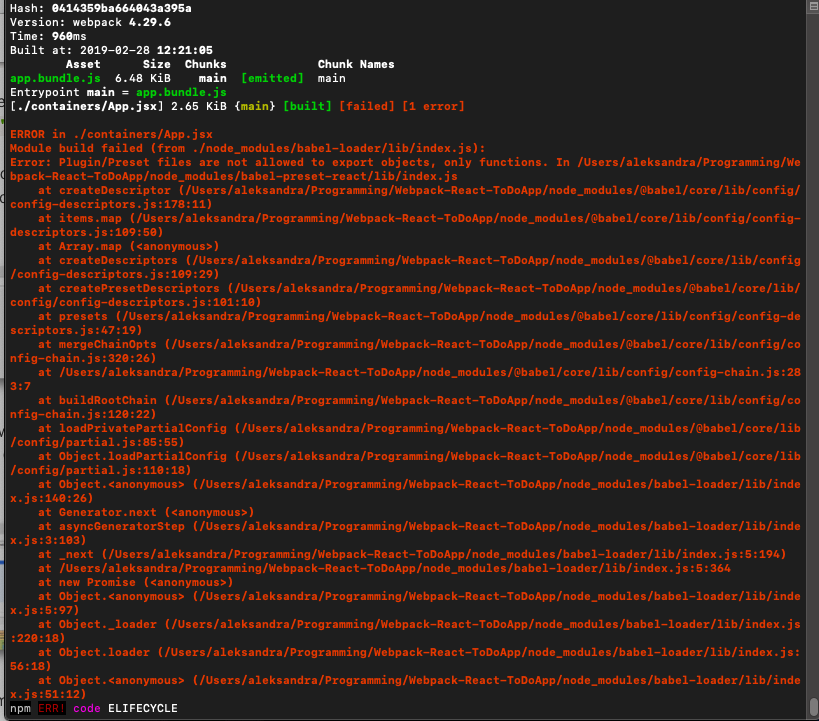 Hash: 0414359ba664043a395a
Version: webpack 4.29.6
Time: 960ms
Built at: 2019-02-28 12:21:05
        Asset      Size  Chunks             Chunk Names
app.bundle.js  6.48 KiB    main  [emitted]  main
Entrypoint main = app.bundle.js
[./containers/App.jsx] 2.65 KiB {main} [built] [failed] [1 error]

ERROR in ./containers/App.jsx
Module build failed (from ./node_modules/babel-loader/lib/index.js):
Error: Plugin/Preset files are not allowed to export objects, only functions. In /Users/aleksandra/Programming/We
bpack-React-ToDoApp/node_modules/babel-preset-react/lib/index.js
    at createDescriptor (/Users/aleksandra/Programming/Webpack-React-ToDoApp/node_modules/@babel/core/lib/config/
config-descriptors.js:178:11)
    at items.map (/Users/aleksandra/Programming/Webpack-React-ToDoApp/node_modules/@babel/core/lib/config/config-
descriptors.js:109:50)
    at Array.map (<anonymous>)
    at createDescriptors (/Users/aleksandra/Programming/Webpack-React-ToDoApp/node_modules/@babel/core/lib/config
/config-descriptors.js:109:29)
    at createPresetDescriptors (/Users/aleksandra/Programming/Webpack-React-ToDoApp/node_modules/@babel/core/lib/
config/config-descriptors.js:101:10)
    at presets (/Users/aleksandra/Programming/Webpack-React-ToDoApp/node_modules/@babel/core/lib/config/config-de
scriptors.js:47:19)
    at mergeChainOpts (/Users/aleksandra/Programming/Webpack-React-ToDoApp/node_modules/@babel/core/lib/config/co
nfig-chain.js:320:26)
    at /Users/aleksandra/Programming/Webpack-React-ToDoApp/node_modules/@babel/core/lib/config/config-chain.js:28
3:7
    at buildRootChain (/Users/aleksandra/Programming/Webpack-React-ToDoApp/node_modules/@babel/core/lib/config/co
nfig-chain.js:120:22)
    at loadPrivatePartialConfig (/Users/aleksandra/Programming/Webpack-React-ToDoApp/node_modules/@babel/core/lib
/config/partial.js:85:55)
    at Object.loadPartialConfig (/Users/aleksandra/Programming/Webpack-React-ToDoApp/node_modules/@babel/core/lib
/config/partial.js:110:18)
    at Object.<anonymous> (/Users/aleksandra/Programming/Webpack-React-ToDoApp/node_modules/babel-loader/lib/inde
x.js:140:26)
    at Generator.next (<anonymous>)
    at asyncGeneratorStep (/Users/aleksandra/Programming/Webpack-React-ToDoApp/node_modules/babel-loader/lib/inde
x.js:3:103)
    at _next (/Users/aleksandra/Programming/Webpack-React-ToDoApp/node_modules/babel-loader/lib/index.js:5:194)
    at /Users/aleksandra/Programming/Webpack-React-ToDoApp/node_modules/babel-loader/lib/index.js:5:364
    at new Promise (<anonymous>)
    at Object.<anonymous> (/Users/aleksandra/Programming/Webpack-React-ToDoApp/node_modules/babel-loader/lib/inde
x.js:5:97)
    at Object._loader (/Users/aleksandra/Programming/Webpack-React-ToDoApp/node_modules/babel-loader/lib/index.js
:220:18)
    at Object.loader (/Users/aleksandra/Programming/Webpack-React-ToDoApp/node_modules/babel-loader/lib/index.js:
56:18)
    at Object.<anonymous> (/Users/aleksandra/Programming/Webpack-React-ToDoApp/node_modules/babel-loader/lib/inde
x.js:51:12)
npm ERR! code ELIFECYCLE